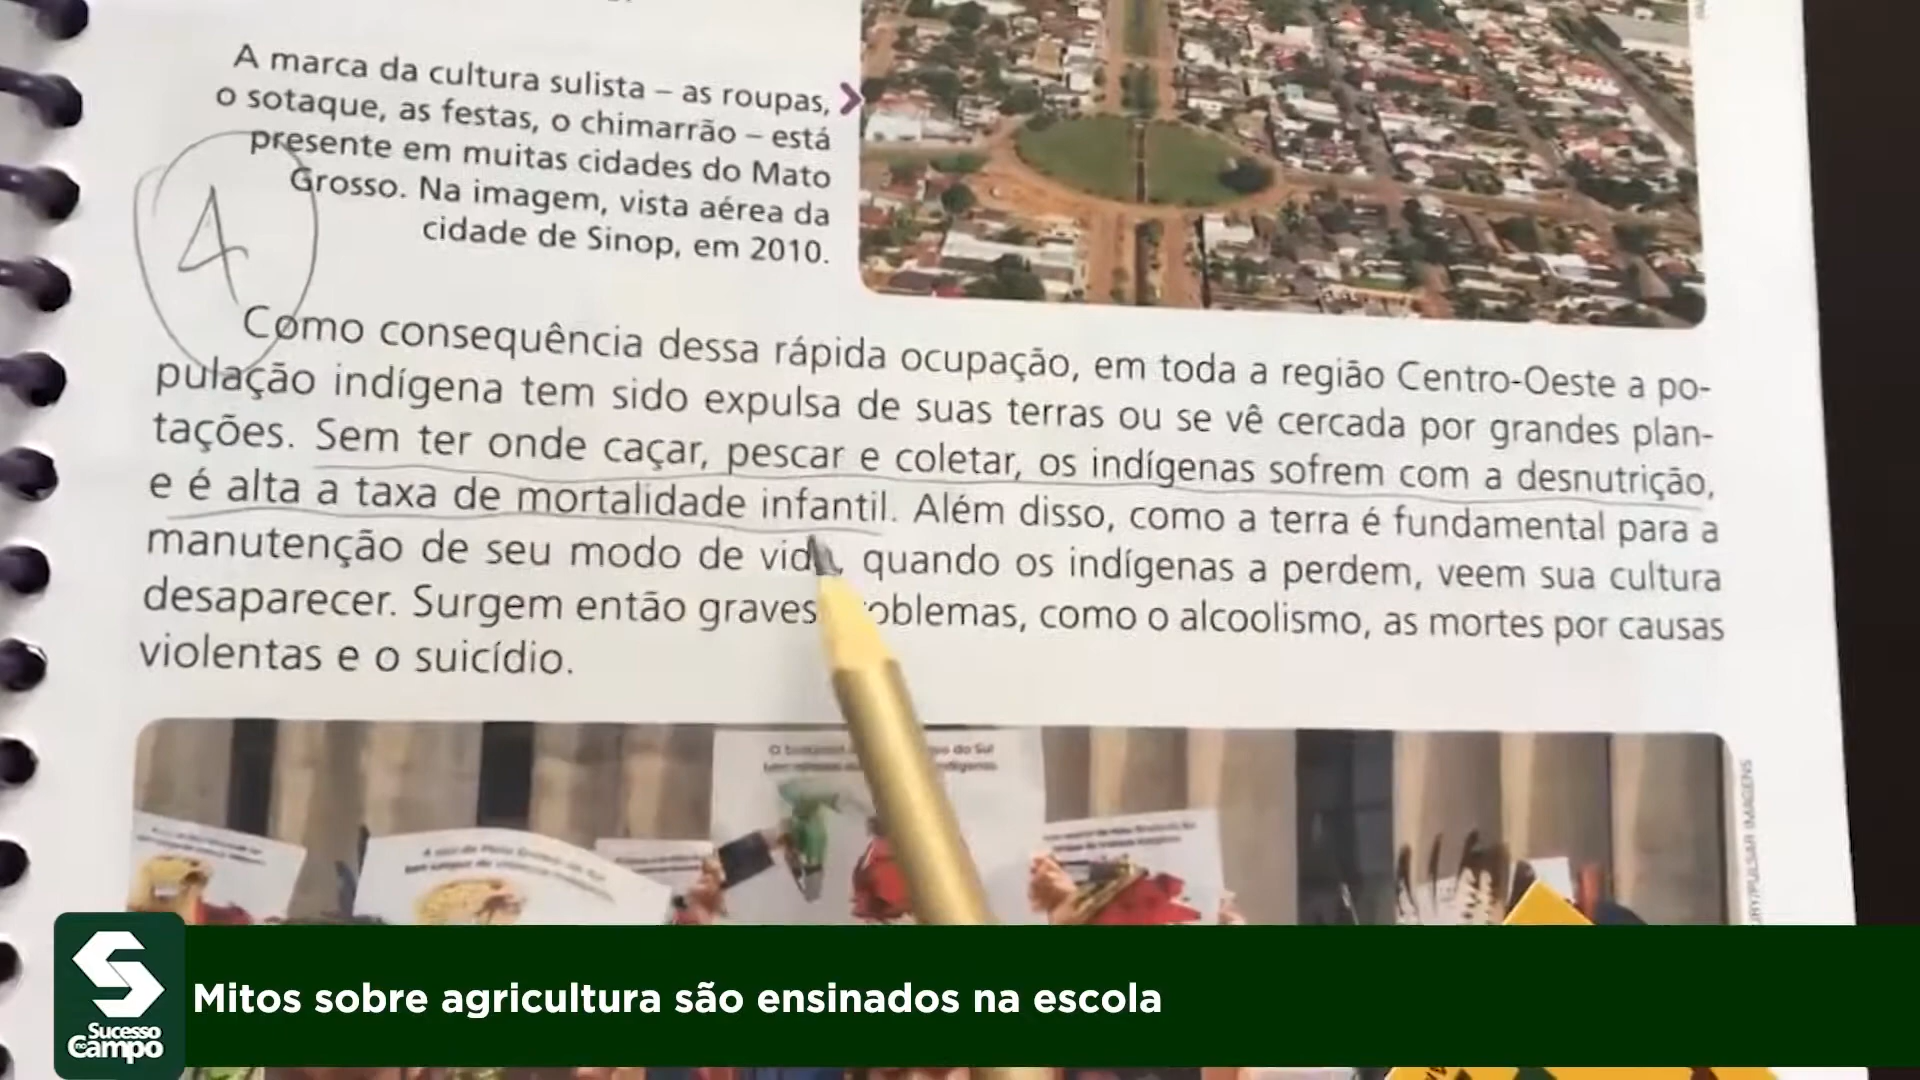 A marca da cultura sulista – as roupas,
o sotaque, as festas, o chimarrão – está
presente em muitas cidades do Mato
Grosso. Na imagem, vista aérea da
cidade de Sinop, em 2010.
4
Como consequência dessa rápida ocupação, em toda a região Centro-Oeste a po-
pulação indígena tem sido expulsa de suas terras ou se vê cercada por grandes plan-
tações. Sem ter onde caçar, pescar e coletar, os indígenas sofrem com a desnutrição,
e é alta a taxa de mortalidade infantil. Além disso, como a terra é fundamental para a
manutenção de seu modo de vida, quando os indígenas a perdem, veem sua cultura
desaparecer. Surgem então graves problemas, como o alcoolismo, as mortes por causas
violentas e o suicídio.
do Sul
indígenas
PULSAR IMAGENS
Mitos sobre agricultura são ensinados na escola
Sucesso
no Campo